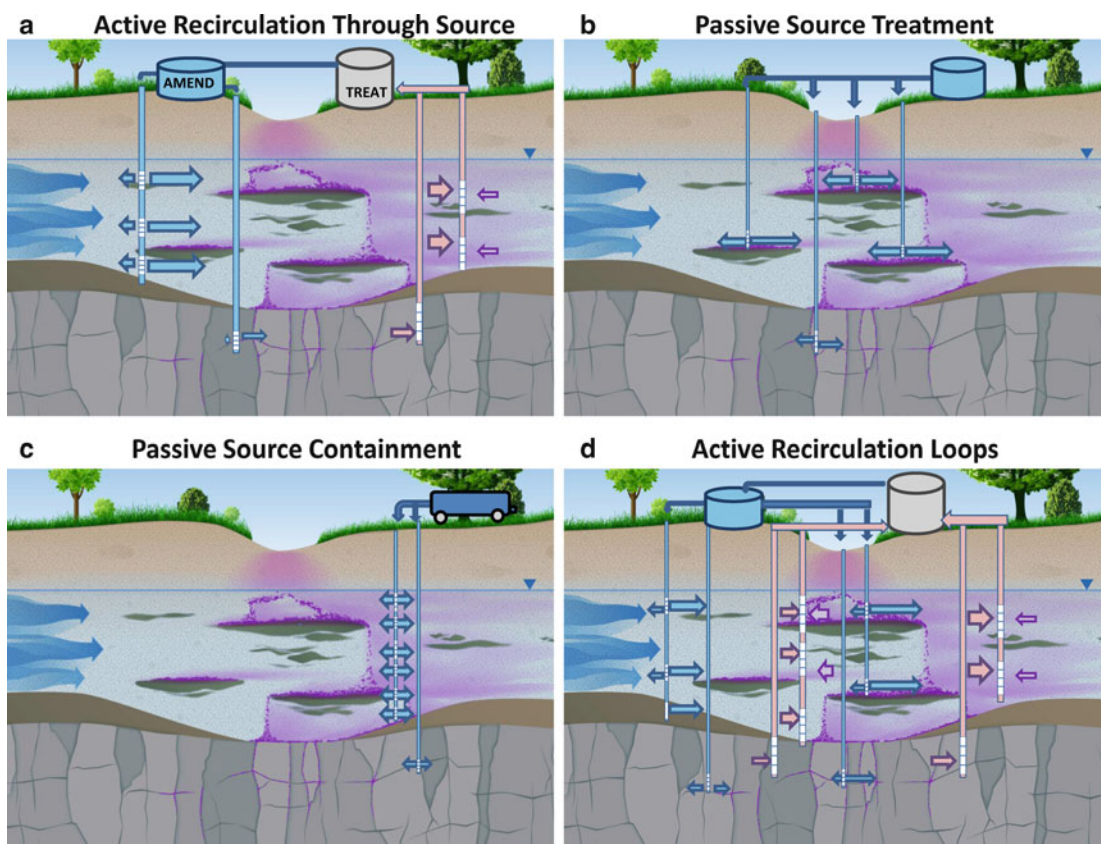 a Active Recirculation Through Source
AMEND
TREAT
b Passive Source Treatment
c Passive Source Containment
d Active Recirculation Loops